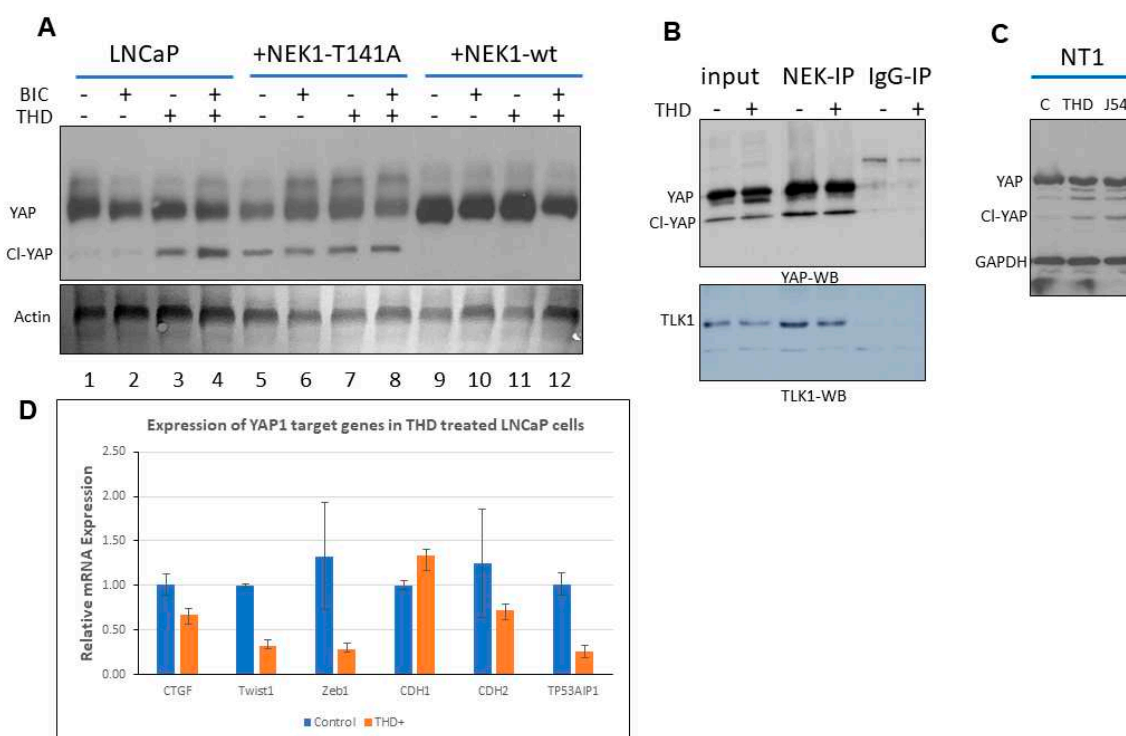 A
LNCaP +NEK1-T141A +NEK1-wt
BIC - + - + - + - + - + - +
THD - - + + - - + + - - + +
YAP
Cl-YAP
Actin
1 2 3 4 5 6 7 8 9 10 11 12
B
input NEK-IP IgG-IP
THD - + - + - +
YAP
Cl-YAP
YAP-WB
TLK1
TLK1-WB
C
NT1
C THD J54
YAP
Cl-YAP
GAPDH
D
Expression of YAP1 target genes in THD treated LNCaP cells
Relative mRNA Expression
2.50
2.00
1.50
1.00
0.50
0.00
CTGF Twist1 Zeb1 CDH1 CDH2 TP53AIP1
Control THD+